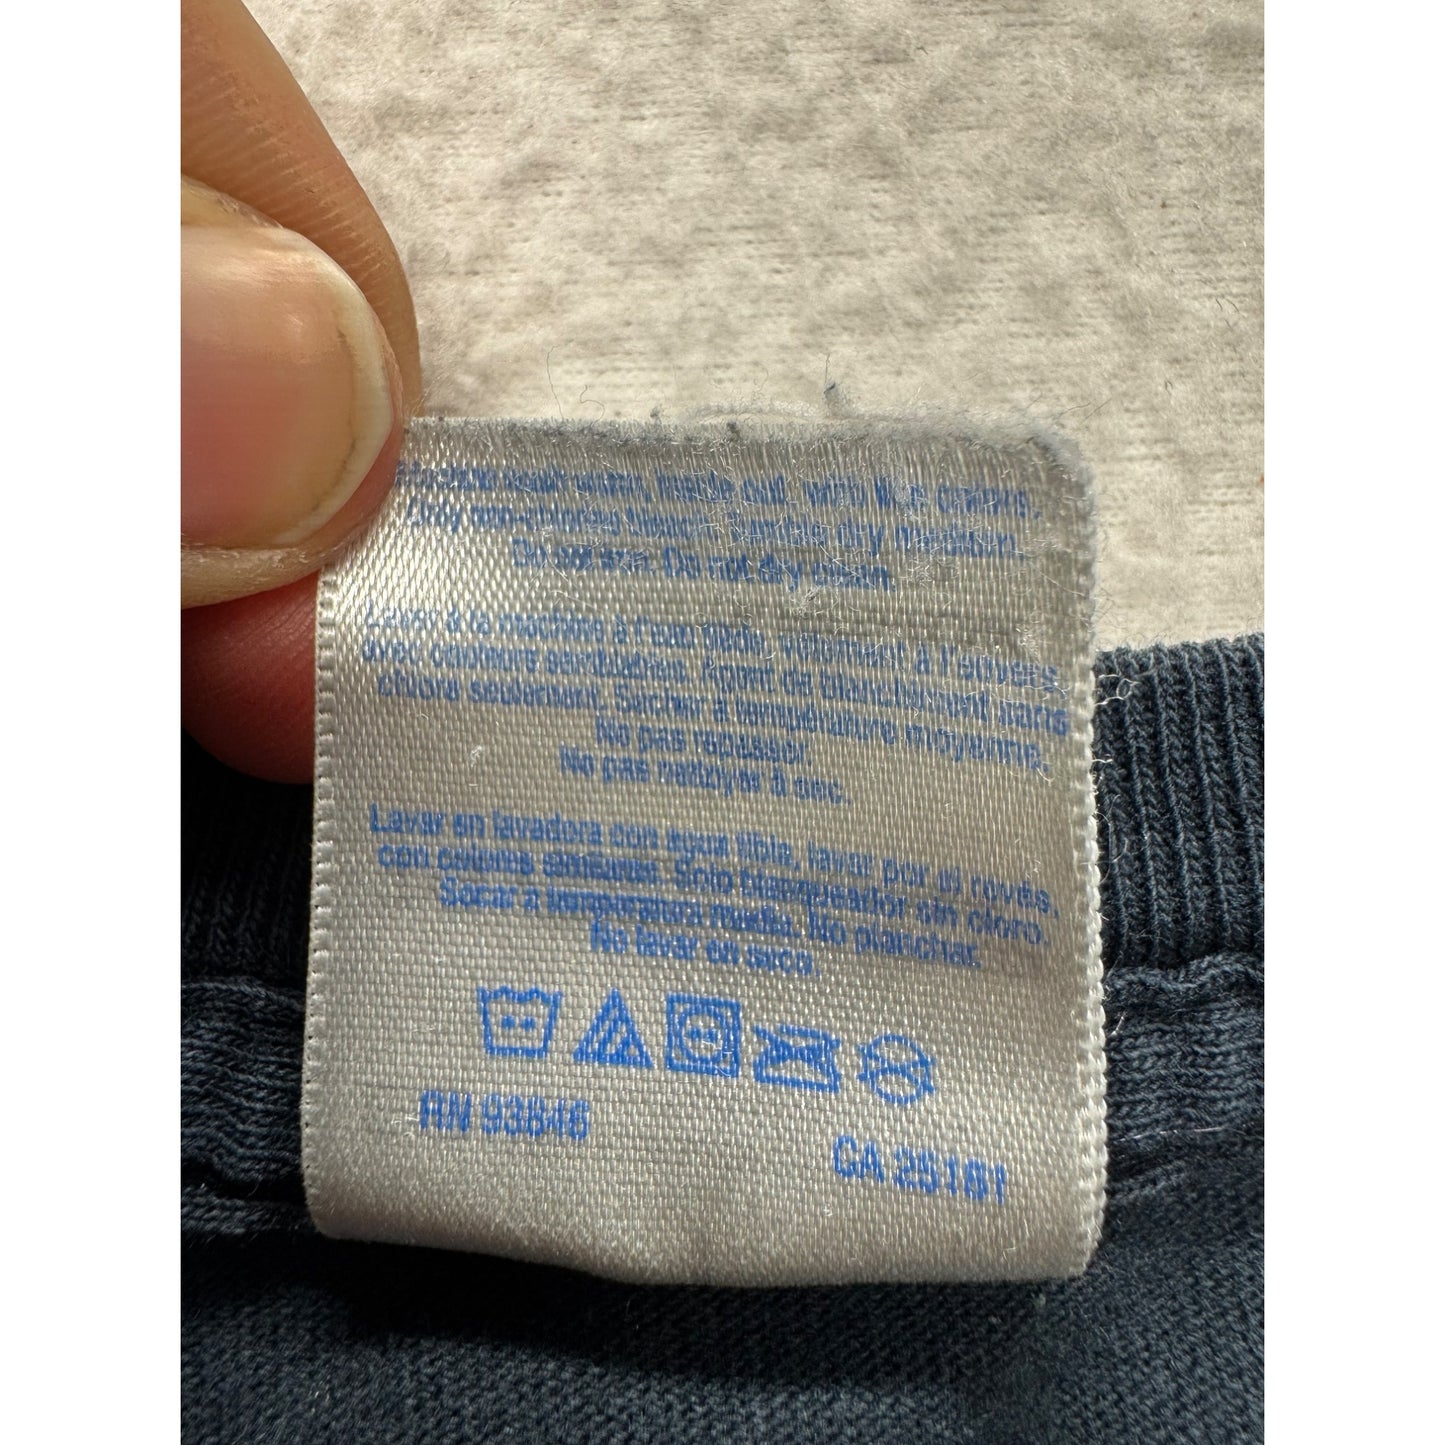 Machine wash warm, inside out, with like colors.
Only non-chlorine bleach. Tumble dry medium.
Do not iron. Do not dry clean.
Laver à la machine à l'eau tiède, vêtement à l'envers,
avec couleurs semblables. Agent de blanchiment sans
chlore seulement. Sécher à température moyenne.
No pas repasser.
No pas nettoyer à sec.
Lavar en lavadora con agua tibia, lavar por el revés,
con colores similares. Solo blanqueador sin cloro.
Secar a temperatura media. No planchar.
No lavar en seco.
RN 93846
CA 25161